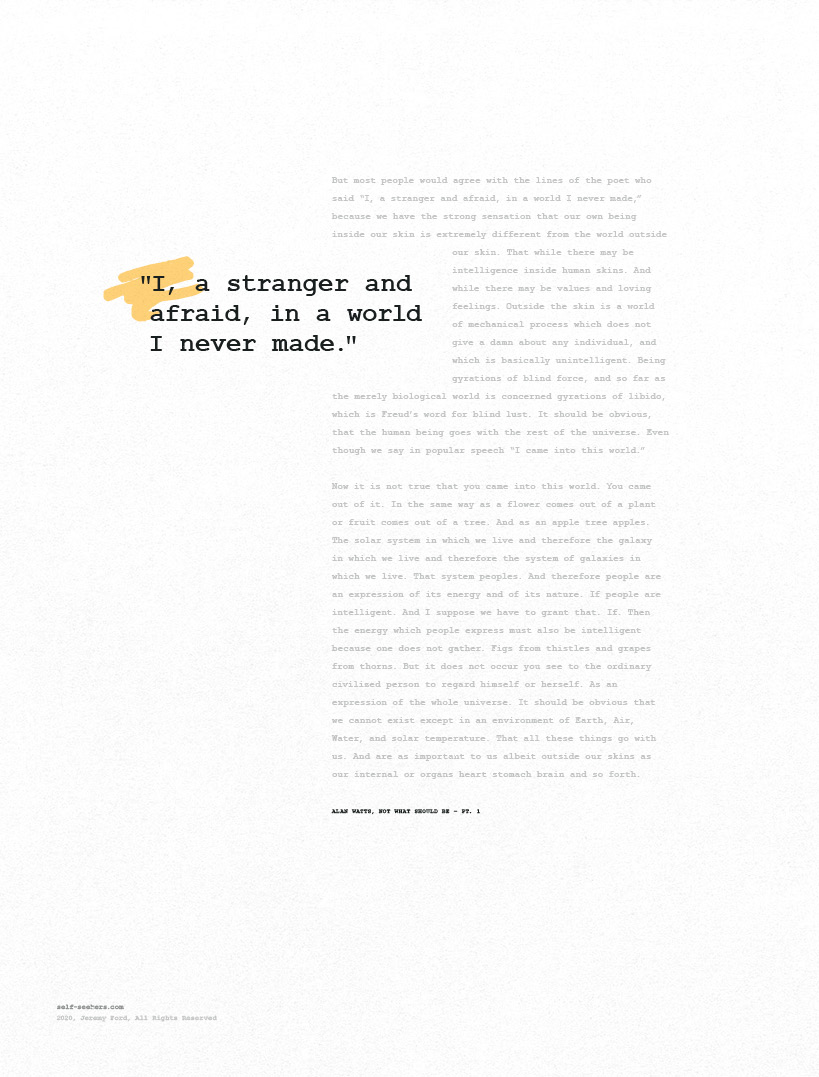 But most people would agree with the lines of the poet who
said “I, a stranger and afraid, in a world I never made,”
because we have the strong sensation that our own being
inside our skin is extremely different from the world outside
our skin. That while there may be
intelligence inside human skins. And
while there may be values and loving
feelings. Outside the skin is a world
of mechanical process which does not
give a damn about any individual, and
which is basically unintelligent. Being
gyrations of blind force, and so far as
the merely biological world is concerned gyrations of libido,
which is Freud's word for blind lust. It should be obvious,
that the human being goes with the rest of the universe. Even
though we say in popular speech “I came into this world.”
"I, a stranger and
afraid, in a world
I never made."
Now it is not true that you came into this world. You came
out of it. In the same way as a flower comes out of a plant
or fruit comes out of a tree. And as an apple tree apples.
The solar system in which we live and therefore the galaxy
in which we live and therefore the system of galaxies in
which we live. That system peoples. And therefore people are
an expression of its energy and of its nature. If people are
intelligent. And I suppose we have to grant that. If. Then
the energy which people express must also be intelligent
because one does not gather. Figs from thistles and grapes
from thorns. But it does not occur you see to the ordinary
civilized person to regard himself or herself. As an
expression of the whole universe. It should be obvious that
we cannot exist except in an environment of Earth, Air,
Water, and solar temperature. That all these things go with
us. And are as important to us albeit outside our skins as
our internal or organs heart stomach brain and so forth.
ALAN WATTS, NOT WHAT SHOULD BE - PT. 1
self-seekers.com
2020, Jeremy Ford, All Rights Reserved